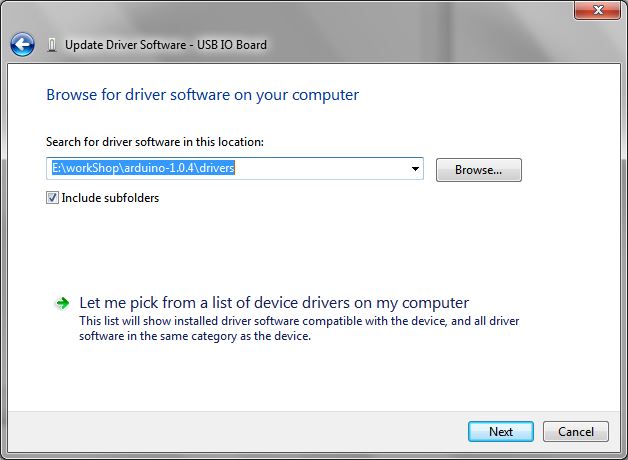 Update Driver Software - USB IO Board
Browse for driver software on your computer
Search for driver software in this location:
E:\workShop\arduino-1.0.4\drivers
Browse...
Include subfolders
Let me pick from a list of device drivers on my computer
This list will show installed driver software compatible with the device, and all driver
software in the same category as the device.
Next
Cancel